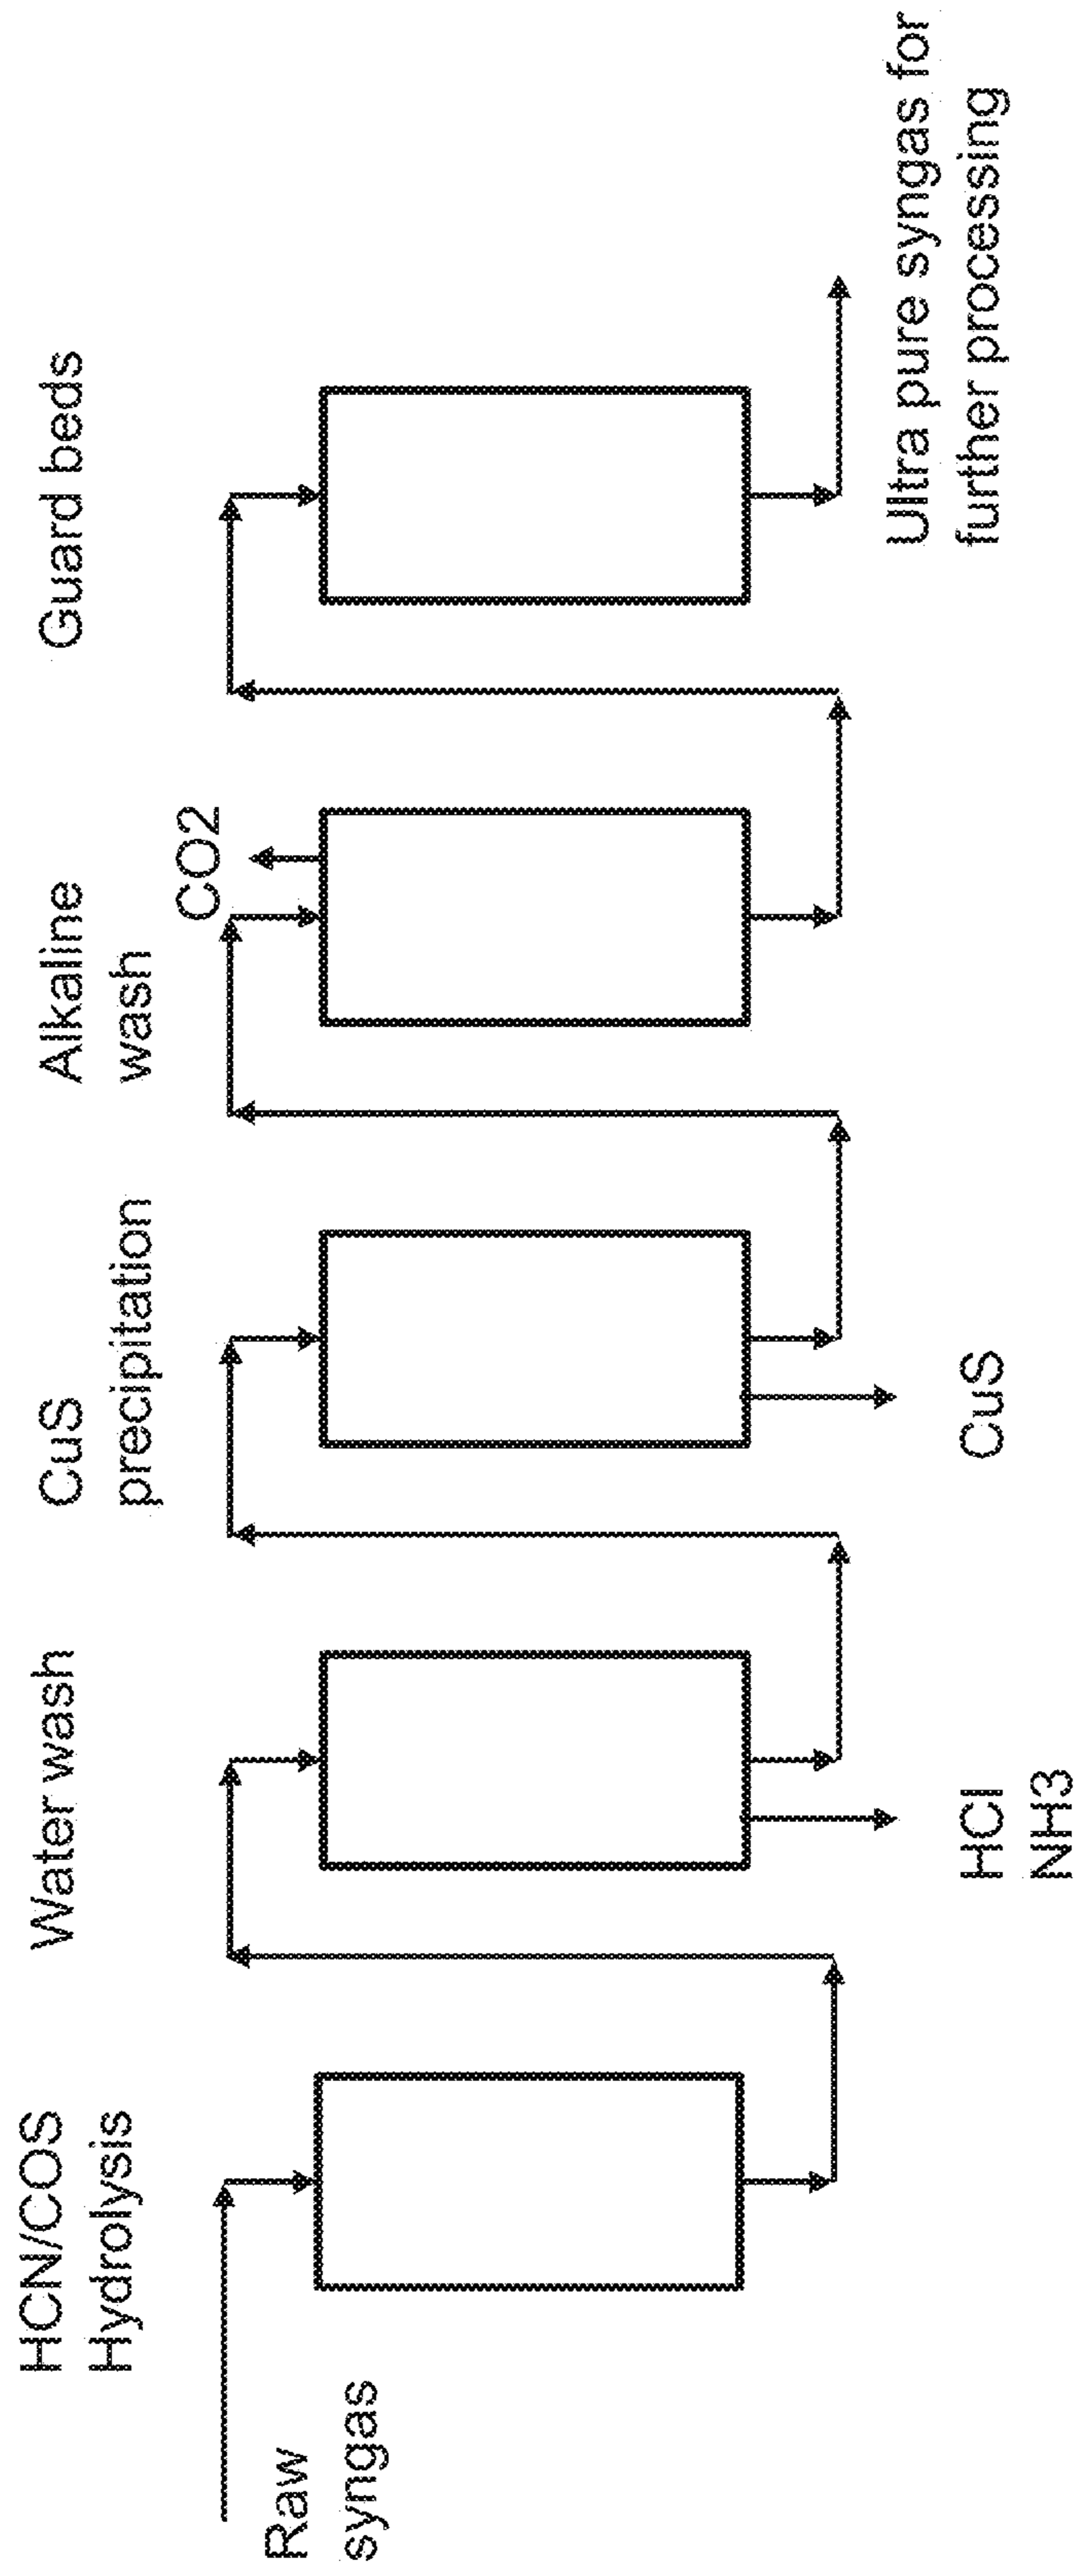 HCN/COS
Hydrolysis
Water wash
CuS
precipitation
Alkaline
wash
Guard beds
CO2
Raw
syngas
HCl
NH3
CuS
Ultra pure syngas for
further processing